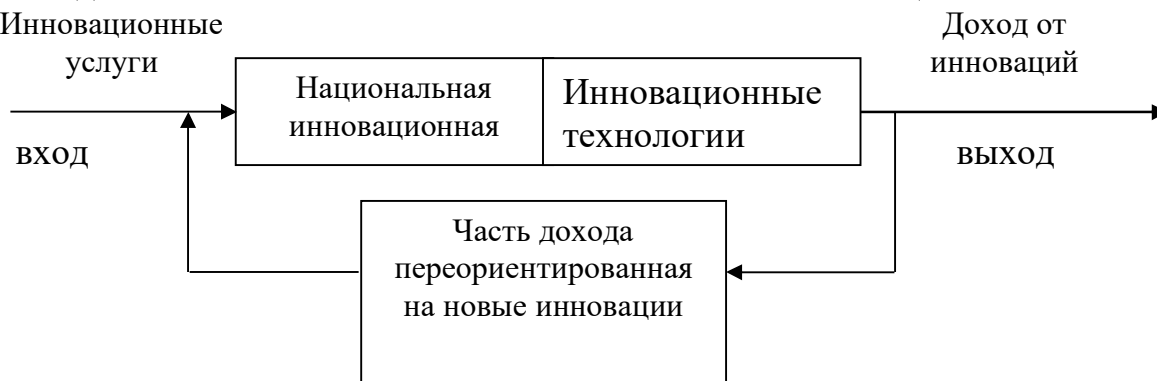 Инновационные
услуги
Доход от
инноваций
Национальная
инновационная
Инновационные
технологии
вход
выход
Часть дохода
переориентированная
на новые инновации